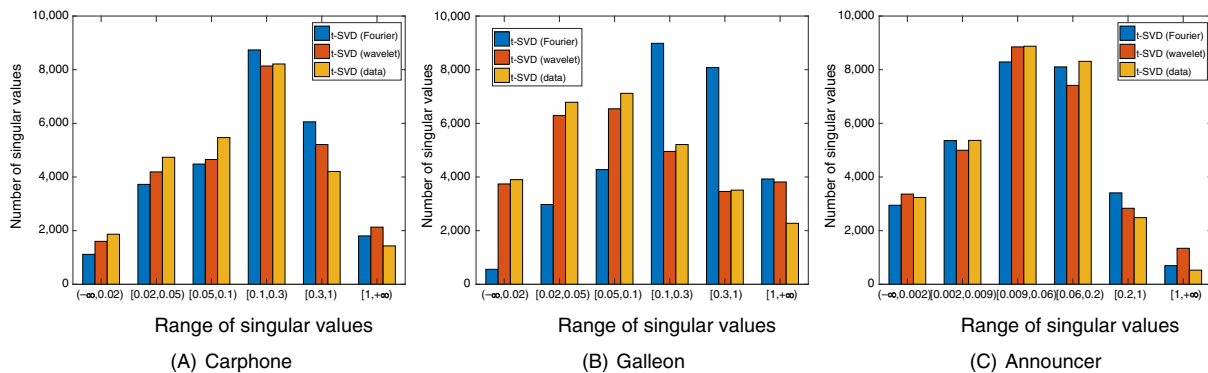 10,000
8,000
6,000
4,000
2,000
0
Number of singular values
t-SVD (Fourier)
t-SVD (wavelet)
t-SVD (data)
(−∞,0.02) [0.02,0.05) [0.05,0.1) [0.1,0.3) [0.3,1) [1,+∞)
Range of singular values
(A) Carphone
10,000
8,000
6,000
4,000
2,000
0
Number of singular values
t-SVD (Fourier)
t-SVD (wavelet)
t-SVD (data)
(−∞,0.02) [0.02,0.05) [0.05,0.1) [0.1,0.3) [0.3,1) [1,+∞)
Range of singular values
(B) Galleon
10,000
8,000
6,000
4,000
2,000
0
Number of singular values
t-SVD (Fourier)
t-SVD (wavelet)
t-SVD (data)
(−∞,0.002)[0.002,0.009)[0.009,0.06)[0.06,0.2) [0.2,1) [1,+∞)
Range of singular values
(C) Announcer